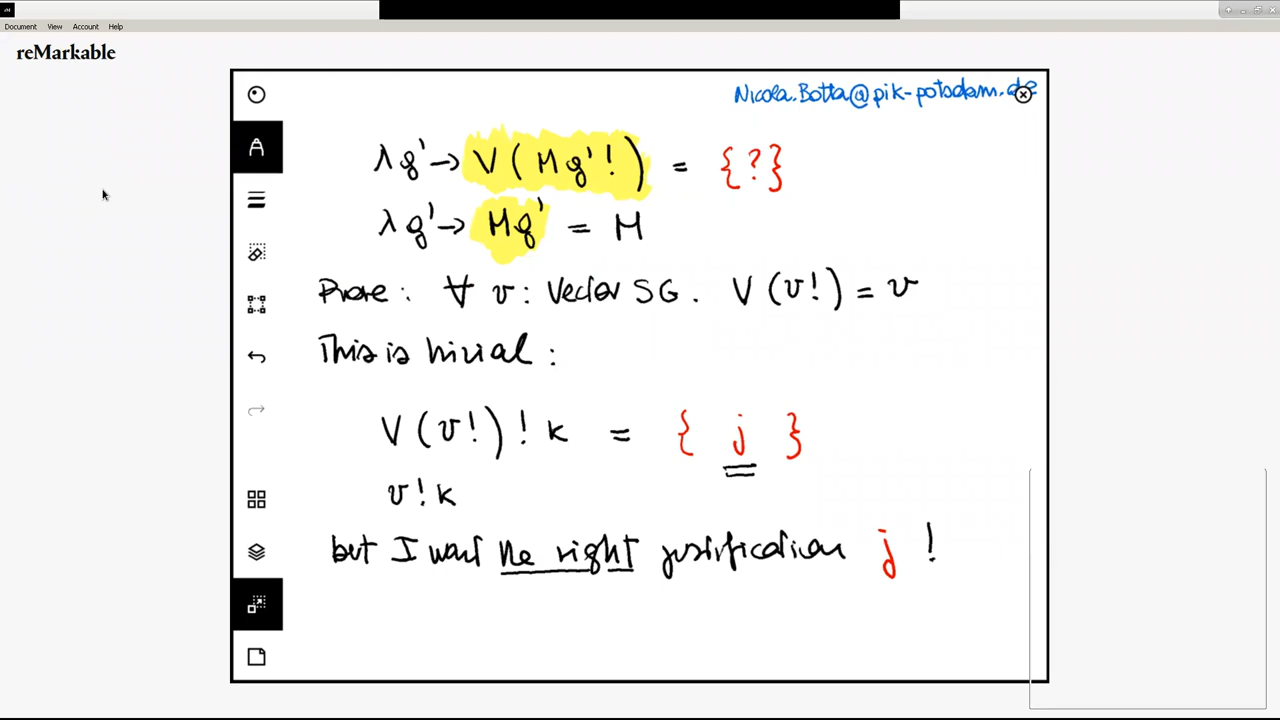 Document View Account Help
reMarkable
Nicola.Botta@pik-potsdam.de
λ g' → V ( M g' ! ) = { ? }
λ g' → M g' = M
Prove : ∀ v : Vector SG . V ( v ! ) = v
This is trivial :
V ( v ! ) ! k = { j }
v ! k
but I want the right justification j !